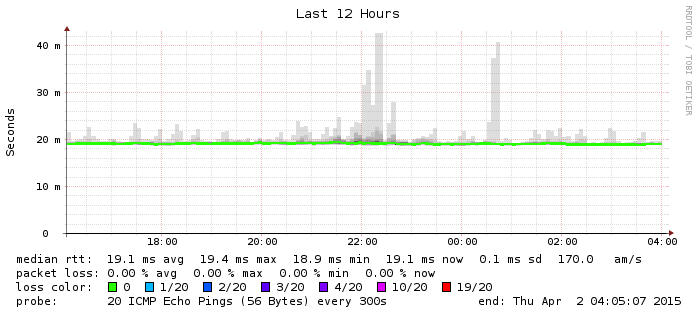 Last 12 Hours
RRDTOOL / TOBI OETIKER
Seconds
40 m
30 m
20 m
10 m
0
18:00 20:00 22:00 00:00 02:00 04:00
median rtt: 19.1 ms avg 19.4 ms max 18.9 ms min 19.1 ms now 0.1 ms sd 170.0 am/s
packet loss: 0.00 % avg 0.00 % max 0.00 % min 0.00 % now
loss color: 0 1/20 2/20 3/20 4/20 10/20 19/20
probe: 20 ICMP Echo Pings (56 Bytes) every 300s end: Thu Apr 2 04:05:07 2015